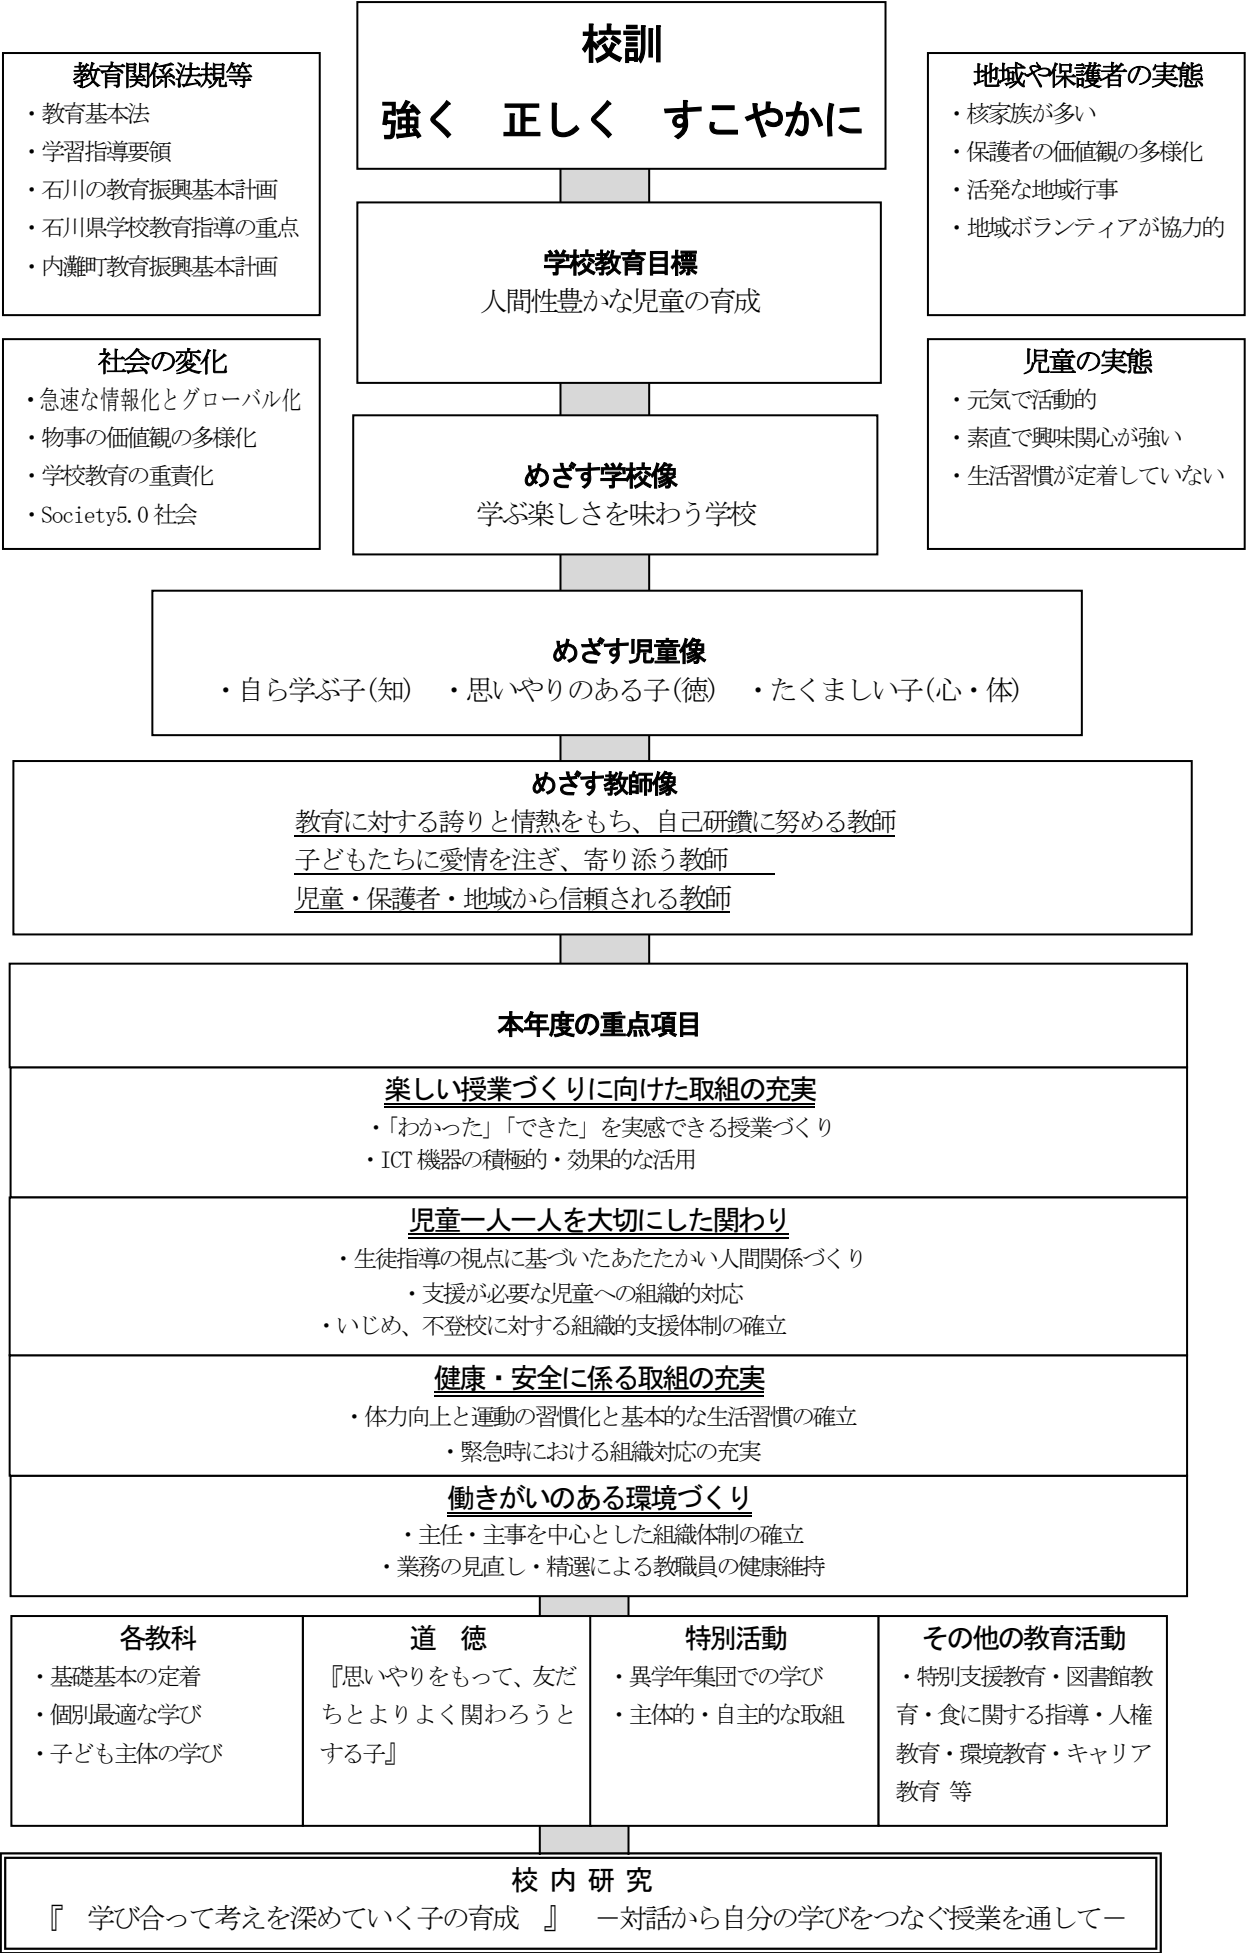 校訓
強く　正しく　すこやかに
教育関係法規等
・教育基本法
・学習指導要領
・石川の教育振興基本計画
・石川県学校教育指導の重点
・内灘町教育振興基本計画
地域や保護者の実態
・核家族が多い
・保護者の価値観の多様化
・活発な地域行事
・地域ボランティアが協力的
学校教育目標
人間性豊かな児童の育成
社会の変化
・急速な情報化とグローバル化
・物事の価値観の多様化
・学校教育の重責化
・Society5.0 社会
児童の実態
・元気で活動的
・素直で興味関心が強い
・生活習慣が定着していない
めざす学校像
学ぶ楽しさを味わう学校
めざす児童像
・自ら学ぶ子(知)　・思いやりのある子(徳)　・たくましい子(心・体)
めざす教師像
教育に対する誇りと情熱をもち、自己研鑽に努める教師
子どもたちに愛情を注ぎ、寄り添う教師
児童・保護者・地域から信頼される教師
本年度の重点項目
楽しい授業づくりに向けた取組の充実
・「わかった」「できた」を実感できる授業づくり
・ICT 機器の積極的・効果的な活用
児童一人一人を大切にした関わり
・生徒指導の視点に基づいたあたたかい人間関係づくり
・支援が必要な児童への組織的対応
・いじめ、不登校に対する組織的支援体制の確立
健康・安全に係る取組の充実
・体力向上と運動の習慣化と基本的な生活習慣の確立
・緊急時における組織対応の充実
働きがいのある環境づくり
・主任・主事を中心とした組織体制の確立
・業務の見直し・精選による教職員の健康維持
各教科
・基礎基本の定着
・個別最適な学び
・子ども主体の学び
道　徳
『思いやりをもって、友だ
ちとよりよく関わろうと
する子』
特別活動
・異学年集団での学び
・主体的・自主的な取組
その他の教育活動
・特別支援教育・図書館教
育・食に関する指導・人権
教育・環境教育・キャリア
教育 等
校 内 研 究
『　学び合って考えを深めていく子の育成　』　－対話から自分の学びをつなぐ授業を通して－